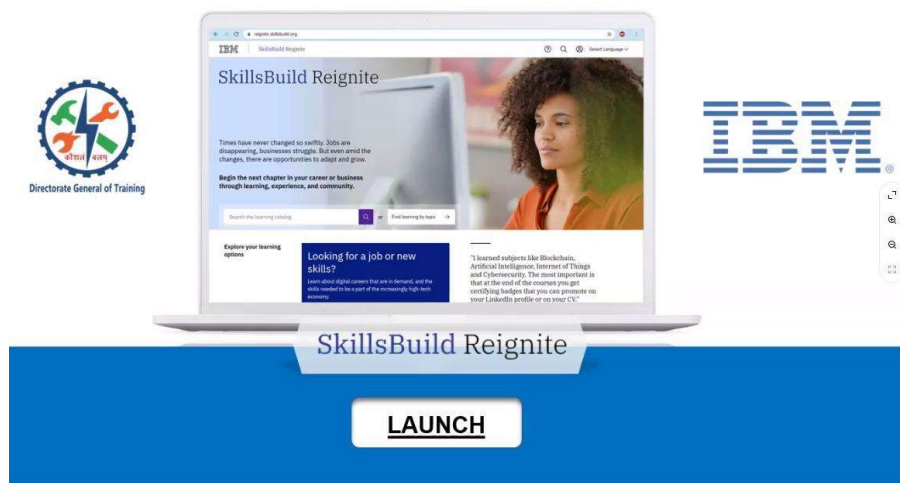 reignite.skillsbuild.org
IBM SkillsBuild Reignite Select Language
SkillsBuild Reignite
Times have never changed so swiftly. Jobs are
disappearing, businesses struggle. But even amid the
changes, there are opportunities to adapt and grow.
Begin the next chapter in your career or business
through learning, experience, and community.
Search the learning catalog or Find learning by topic
Explore your learning
options
Looking for a job or new
skills?
Learn about digital careers that are in demand, and the
skills needed to be a part of the increasingly high-tech
economy.
"I learned subjects like Blockchain,
Artificial Intelligence, Internet of Things
and Cybersecurity. The most important is
that at the end of the courses you get
certifying badges that you can promote on
your LinkedIn profile or on your CV."
कौशल बलम्
Directorate General of Training
IBM®
SkillsBuild Reignite
LAUNCH